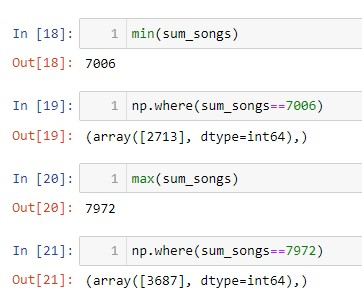 In [18]: 1 min(sum_songs)
Out[18]: 7006
In [19]: 1 np.where(sum_songs==7006)
Out[19]: (array([2713], dtype=int64),)
In [20]: 1 max(sum_songs)
Out[20]: 7972
In [21]: 1 np.where(sum_songs==7972)
Out[21]: (array([3687], dtype=int64),)